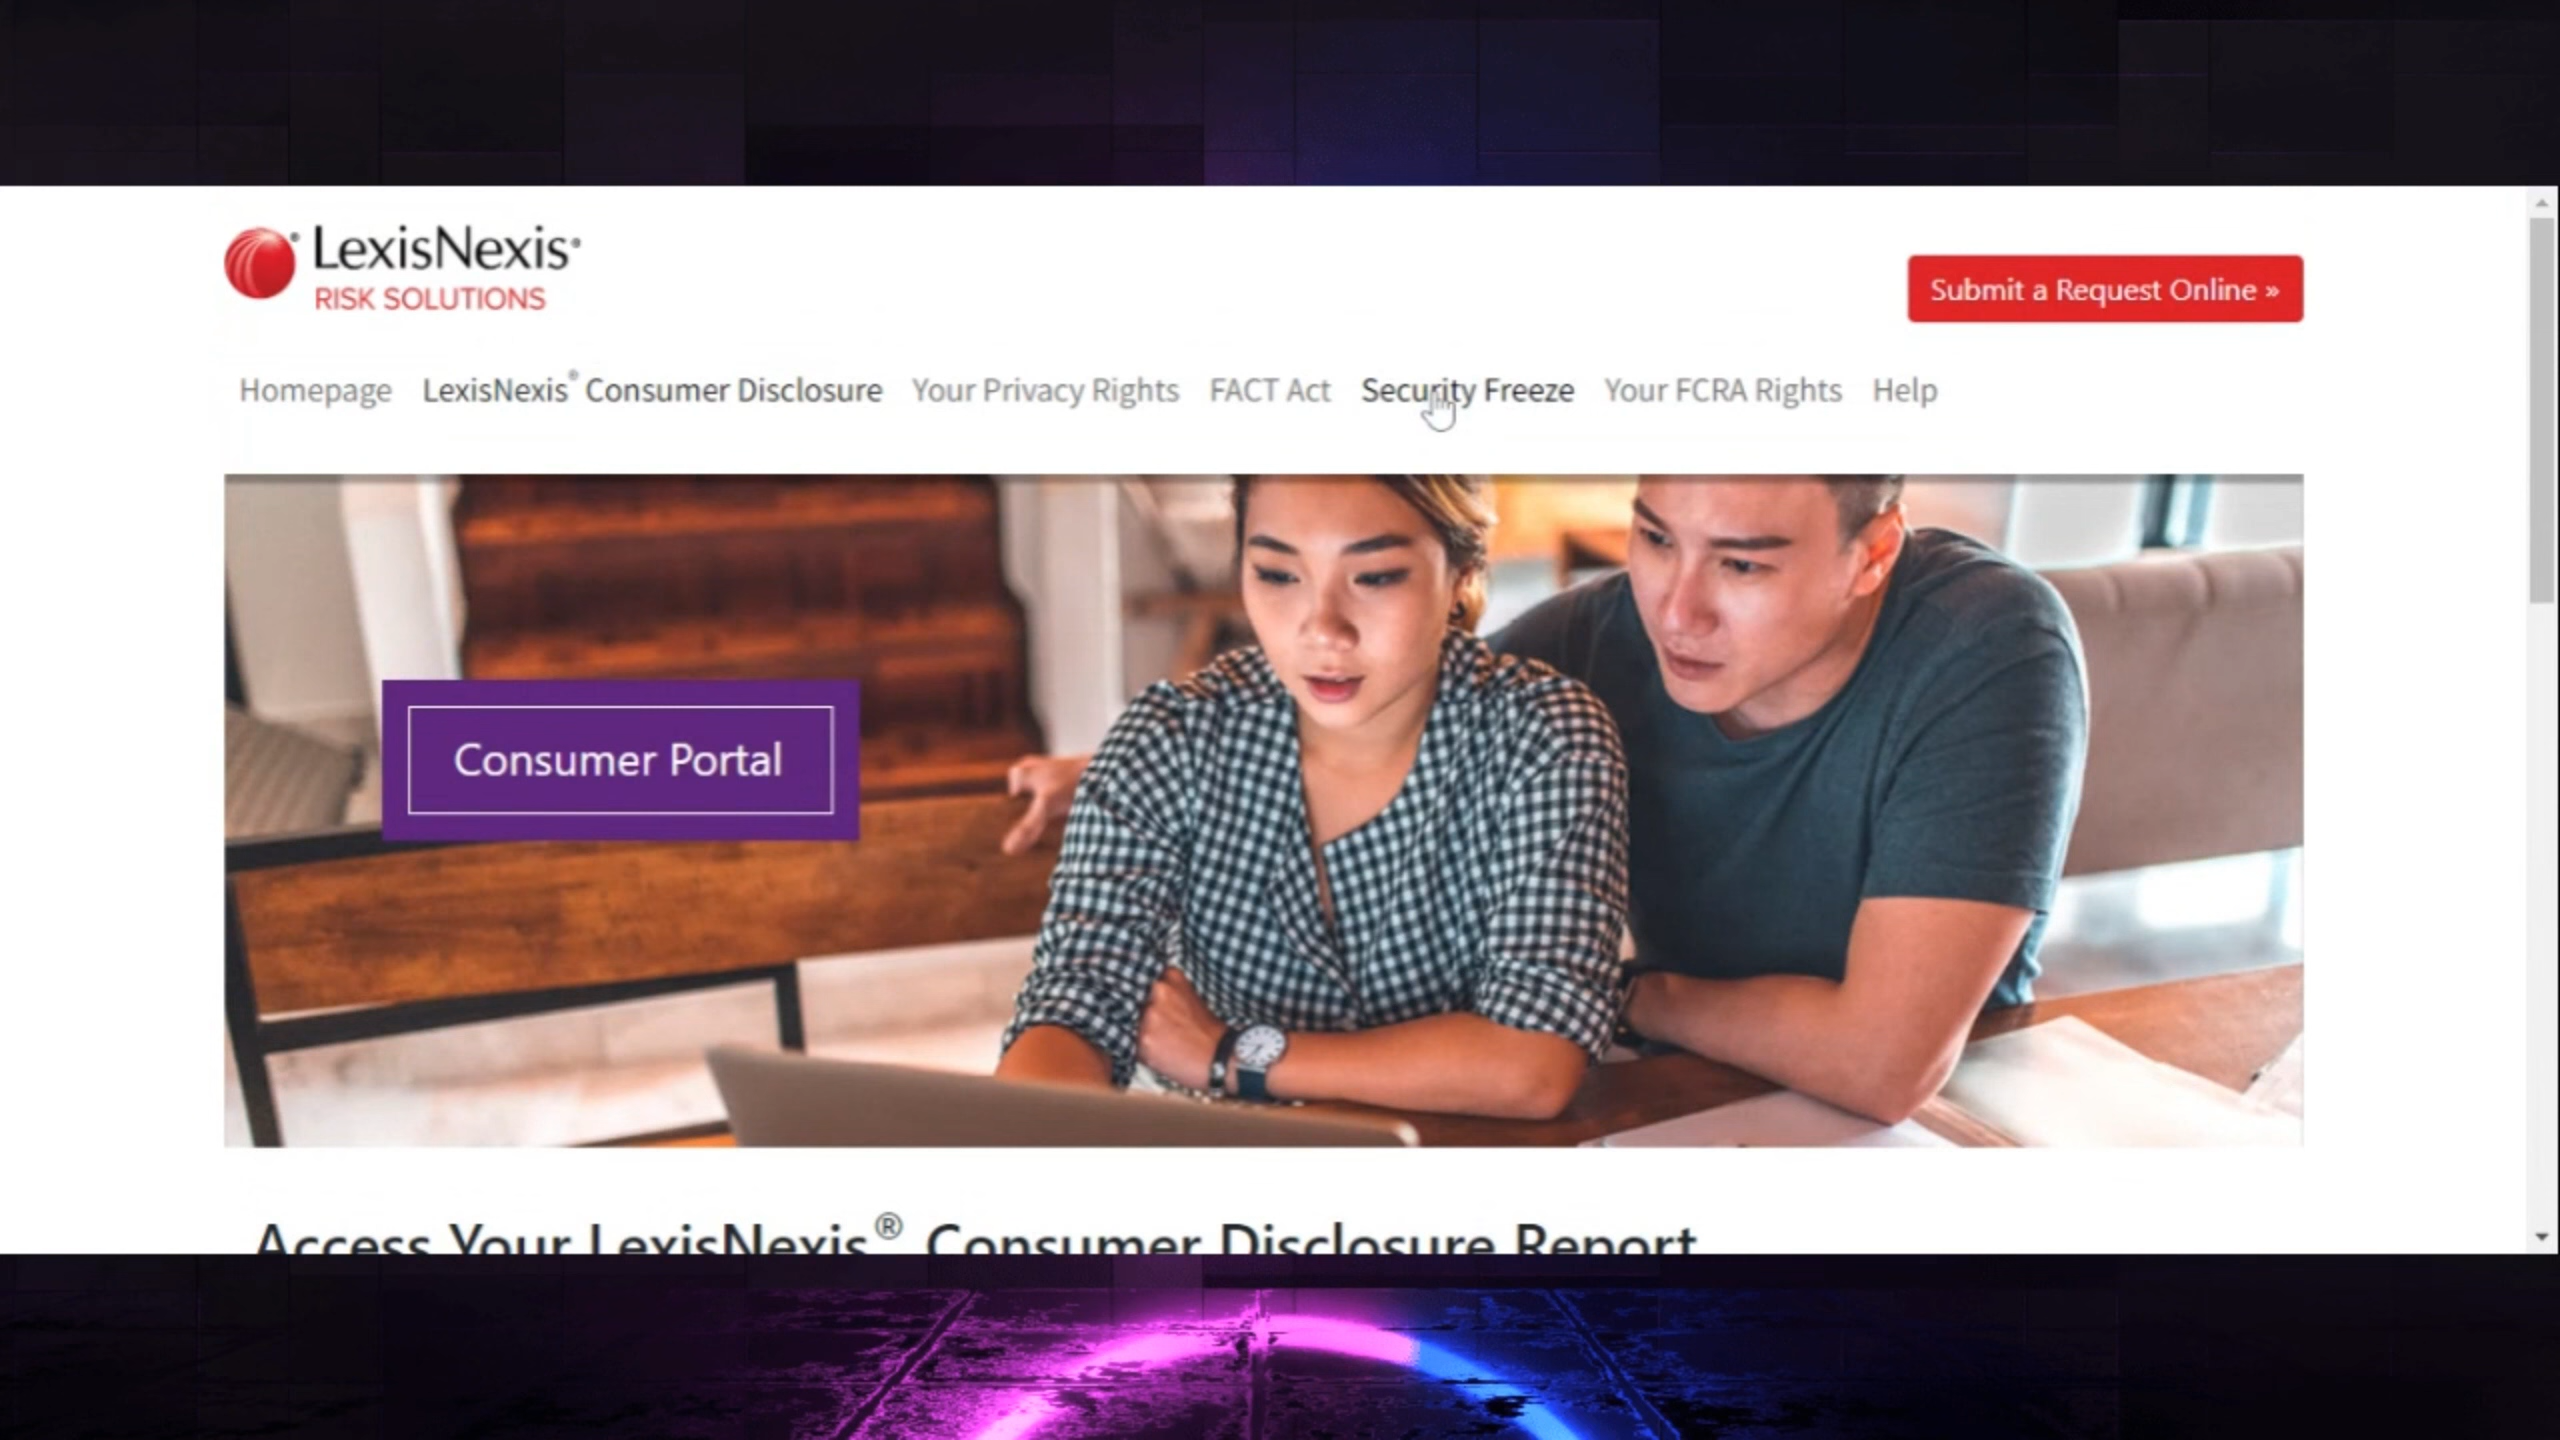 LexisNexis®
RISK SOLUTIONS
Submit a Request Online »
Homepage LexisNexis® Consumer Disclosure Your Privacy Rights FACT Act Security Freeze Your FCRA Rights Help
Consumer Portal
Access Your LexisNexis® Consumer Disclosure Report